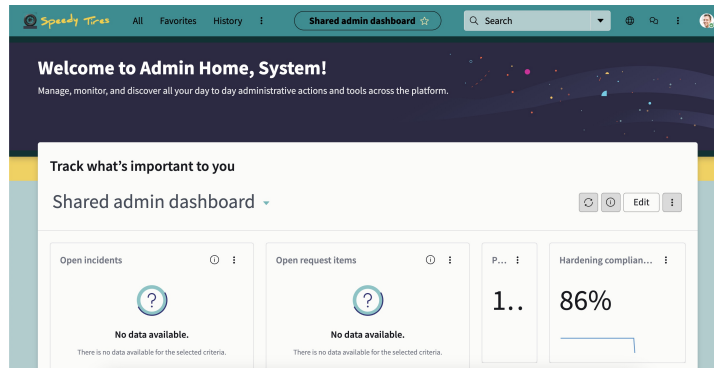 Speedy Tires All Favorites History Shared admin dashboard Search
Welcome to Admin Home, System!
Manage, monitor, and discover all your day to day administrative actions and tools across the platform.
Track what's important to you
Shared admin dashboard
Edit
Open incidents
?
No data available.
There is no data available for the selected criteria.
Open request items
?
No data available.
There is no data available for the selected criteria.
P...
1..
Hardening complian...
86%